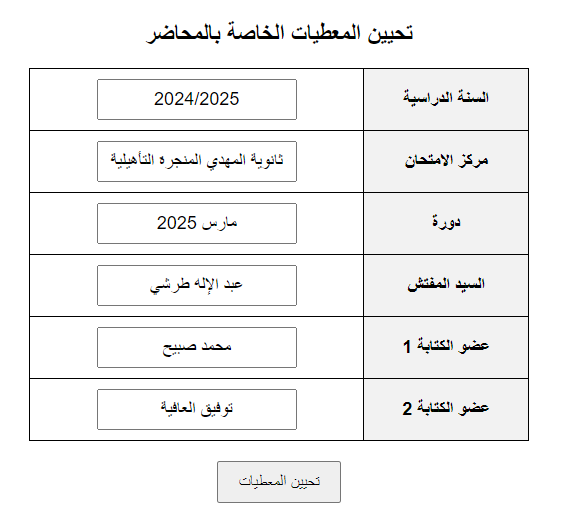 تحيين المعطيات الخاصة بالمحاضر
السنة الدراسية 2024/2025
مركز الامتحان ثانوية المهدي المنجرة التأهيلية
دورة مارس 2025
السيد المفتش عبد الإله طرشي
عضو الكتابة 1 محمد صبيح
عضو الكتابة 2 توفيق العافية
تحيين المعطيات